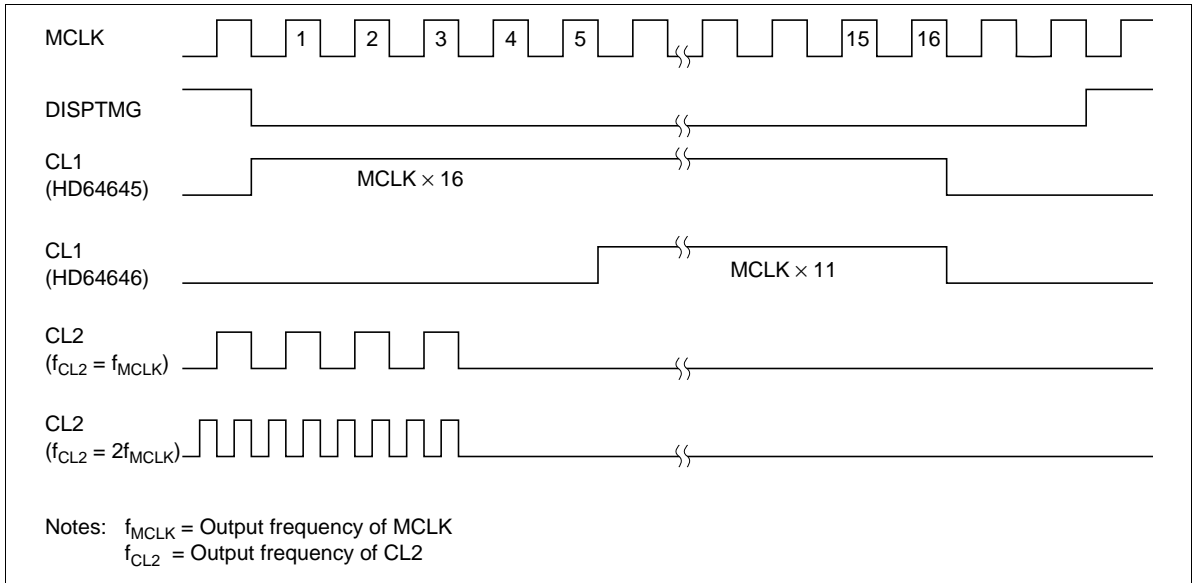 MCLK
1 2 3 4 5 15 16
DISPTMG
CL1
(HD64645)
MCLK × 16
CL1
(HD64646)
MCLK × 11
CL2
(fCL2 = fMCLK)
CL2
(fCL2 = 2fMCLK)
Notes: fMCLK = Output frequency of MCLK
fCL2 = Output frequency of CL2